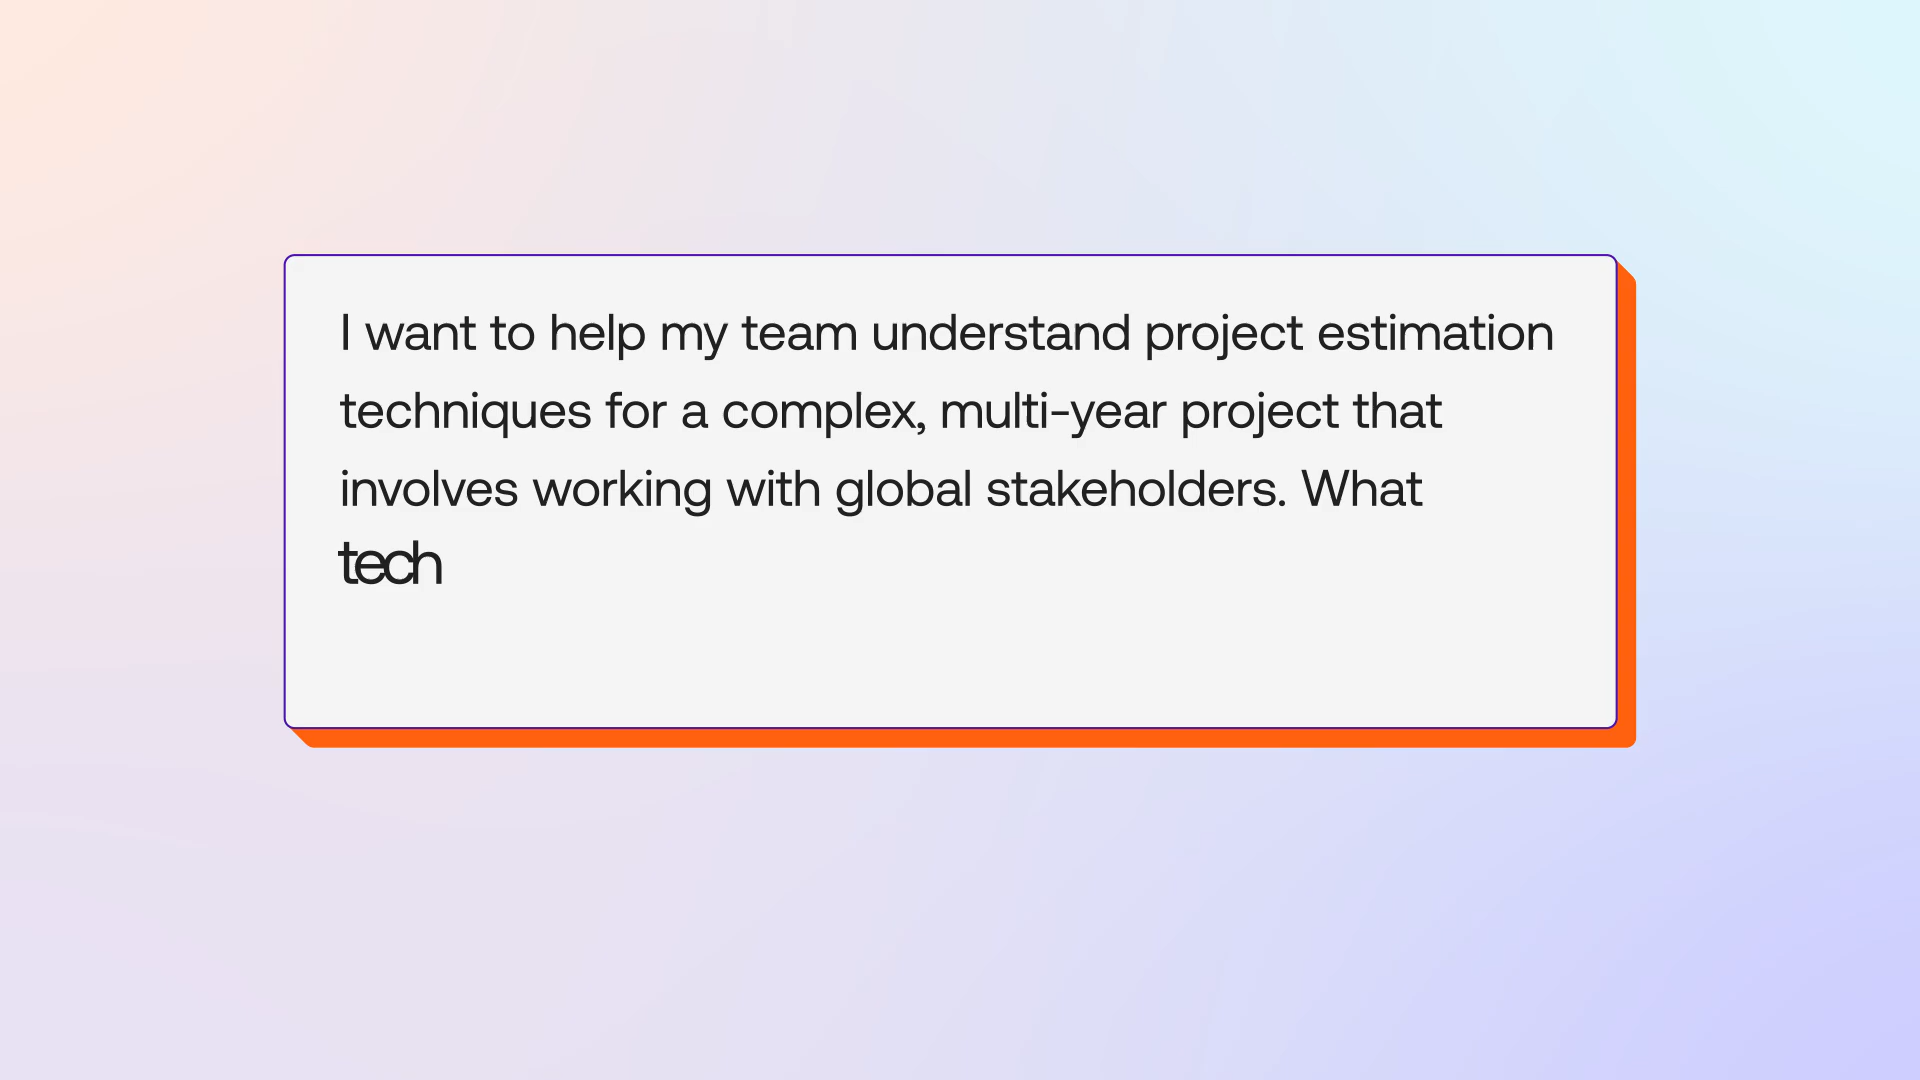 I want to help my team understand project estimation
techniques for a complex, multi-year project that
involves working with global stakeholders. What
tech